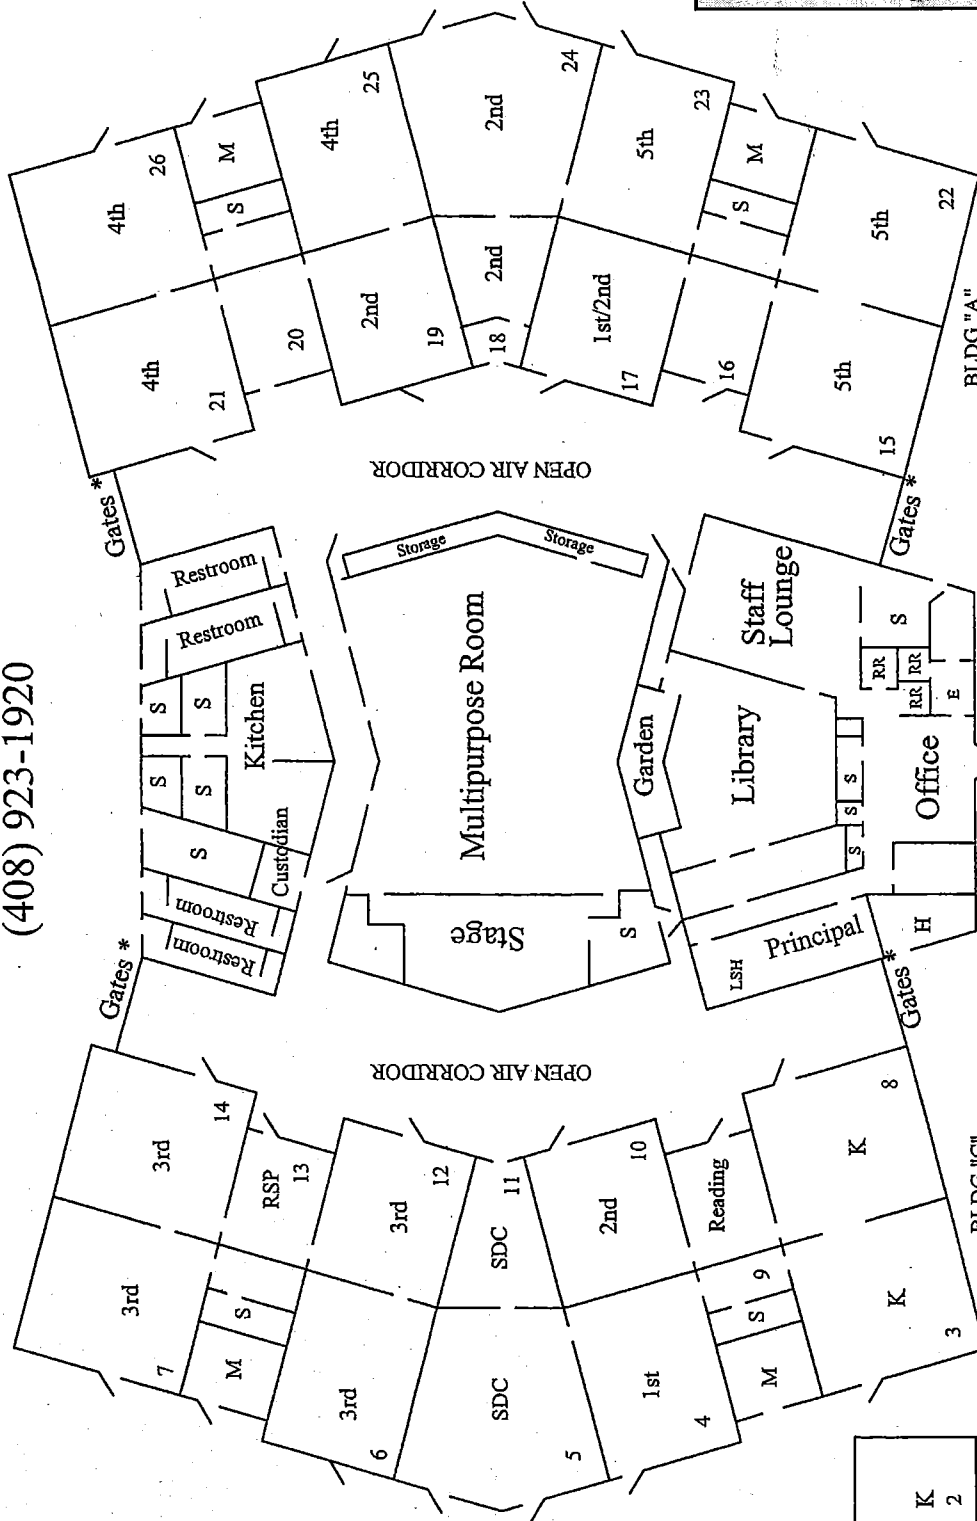 (408) 923-1920
4th
26
M
S
4th
25
2nd
24
5th
23
M
S
5th
22
4th
21
20
2nd
19
2nd
18
1st/2nd
17
16
5th
15
BLDG "A"
OPEN AIR CORRIDOR
Gates *
Gates *
Restroom
Restroom
S
S
S
S
Kitchen
S
Custodian
Restroom
Restroom
Storage
Storage
Multipurpose Room
Stage
S
Garden
Staff
Lounge
Library
S
RR
RR
RR
E
S
S
S
Office
LSH
Principal
H
Gates *
Gates *
OPEN AIR CORRIDOR
3rd
14
RSP
13
3rd
12
SDC
11
2nd
10
Reading
K
8
3rd
7
S
M
3rd
6
SDC
5
1st
4
9
S
M
K
3
BLDG "C"
K
2